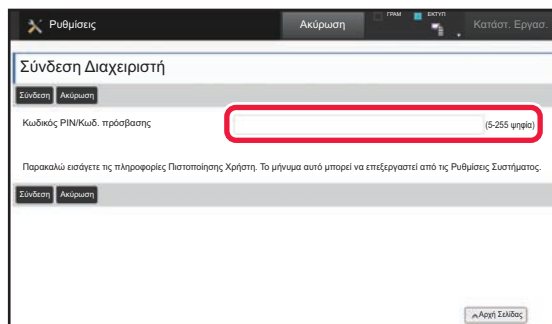 Ρυθμίσεις
Ακύρωση
ΓΡΑΜ
ΕΚΤΥΠ
Κατάστ. Εργασ.
Σύνδεση Διαχειριστή
Σύνδεση Ακύρωση
Κωδικός PIN/Κωδ. πρόσβασης
(5-255 ψηφία)
Παρακαλώ εισάγετε τις πληροφορίες Πιστοποίησης Χρήστη. Το μήνυμα αυτό μπορεί να επεξεργαστεί από τις Ρυθμίσεις Συστήματος.
Σύνδεση Ακύρωση
Αρχή Σελίδας